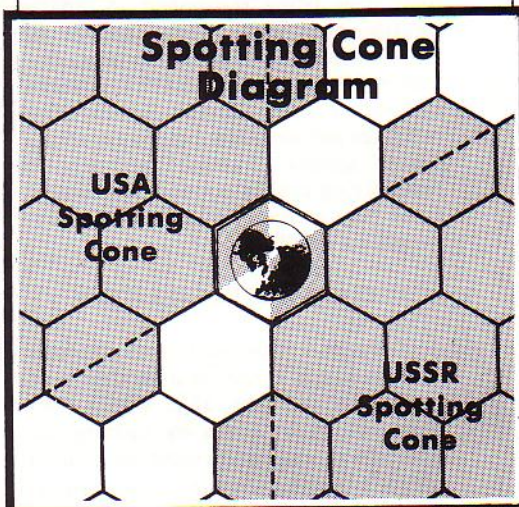 Spotting Cone
Diagram
USA
Spotting
Cone
USSR
Spotting
Cone